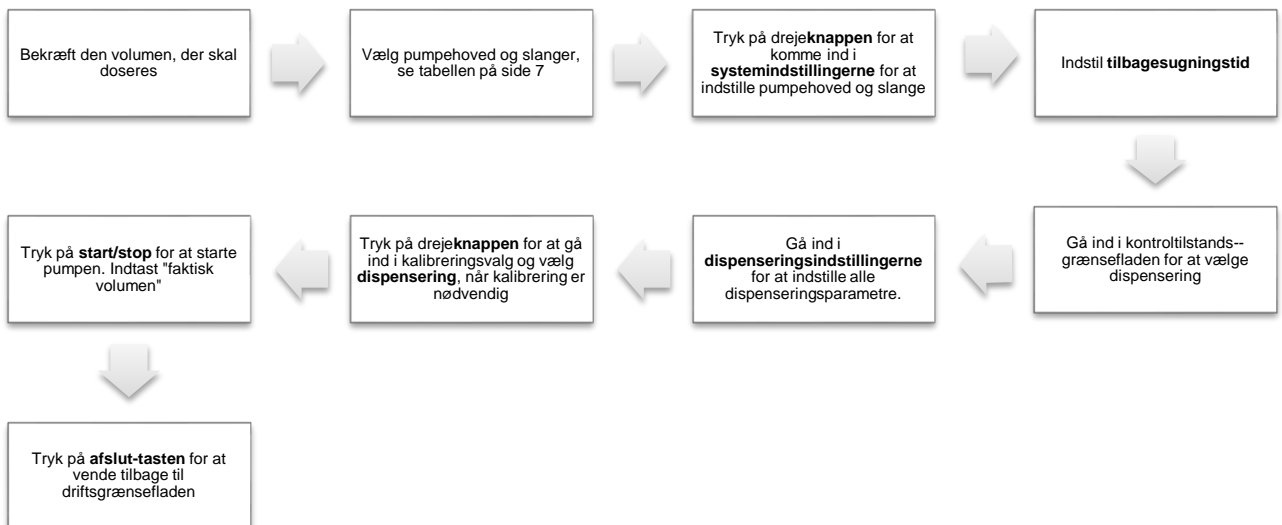 Bekræft den volumen, der skal
doseres
Vælg pumpehoved og slanger,
se tabellen på side 7
Tryk på drejeknappen for at
komme ind i
systemindstillingerne for at
indstille pumpehoved og slange
Indstil tilbagesugningstid
Gå ind i kontroltilstands--
grænsefladen for at vælge
dispensering
Gå ind i
dispenseringsindstillingerne
for at indstille alle
dispenseringsparametre.
Tryk på drejeknappen for at gå
ind i kalibreringsvalg og vælg
dispensering, når kalibrering er
nødvendig
Tryk på start/stop for at starte
pumpen. Indtast "faktisk
volumen"
Tryk på afslut-tasten for at
vende tilbage til
driftsgrænsefladen